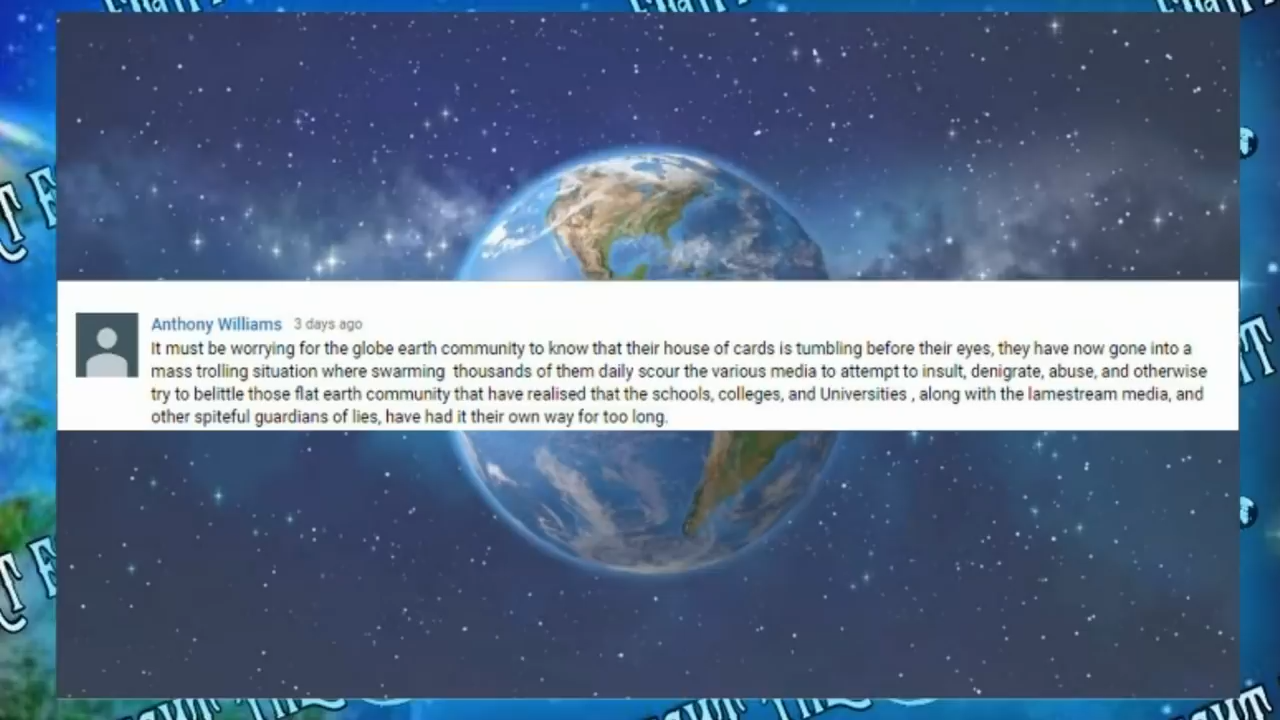 Anthony Williams 3 days ago
It must be worrying for the globe earth community to know that their house of cards is tumbling before their eyes, they have now gone into a
mass trolling situation where swarming thousands of them daily scour the various media to attempt to insult, denigrate, abuse, and otherwise
try to belittle those flat earth community that have realised that the schools, colleges, and Universities , along with the lamestream media, and
other spiteful guardians of lies, have had it their own way for too long.